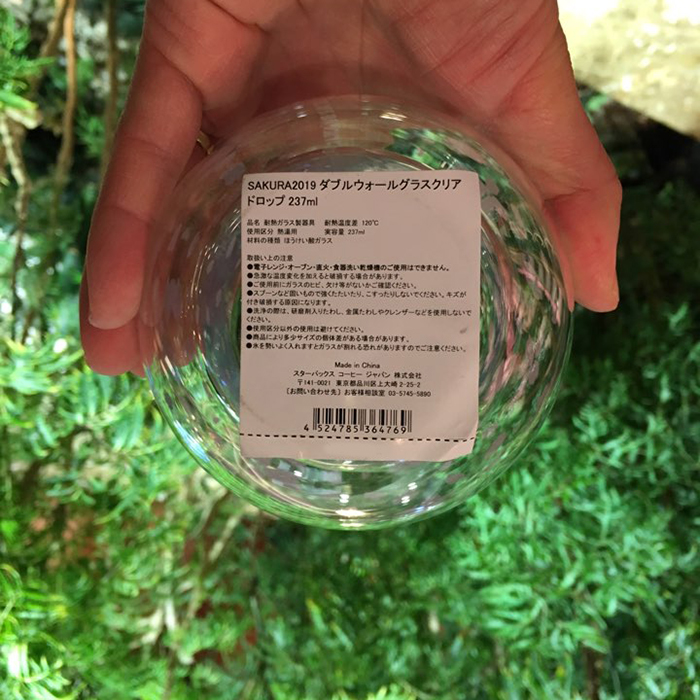 SAKURA2019 ダブルウォールグラスクリア
ドロップ 237ml
品名 耐熱ガラス製器具 耐熱温度差 120℃
使用区分 熱湯用 実容量 237ml
材料の種類 ほうけい酸ガラス
取扱い上の注意
●電子レンジ・オーブン・直火・食器洗い乾燥機のご使用はできません。
●急激な温度変化を加えると破損する場合があります。
●ご使用前にガラスのヒビ、欠け等がないかご確認ください。
●スプーンなど固いもので強くたたいたり、こすったりしないでください。キズが
付き破損する原因になります。
●洗浄の際は、研磨剤入りたわし、金属たわしやクレンザーなどを使用しないで
ください。
●使用区分以外の使用は避けてください。
●商品により多少サイズの個体差がある場合があります。
●氷を勢いよく入れますとガラスが割れる恐れがありますのでご注意ください。
Made in China
スターバックス コーヒー ジャパン 株式会社
〒141-0021 東京都品川区上大崎 2-25-2
〔お問い合わせ先〕お客様相談室 03-5745-5890
4 524785 364769